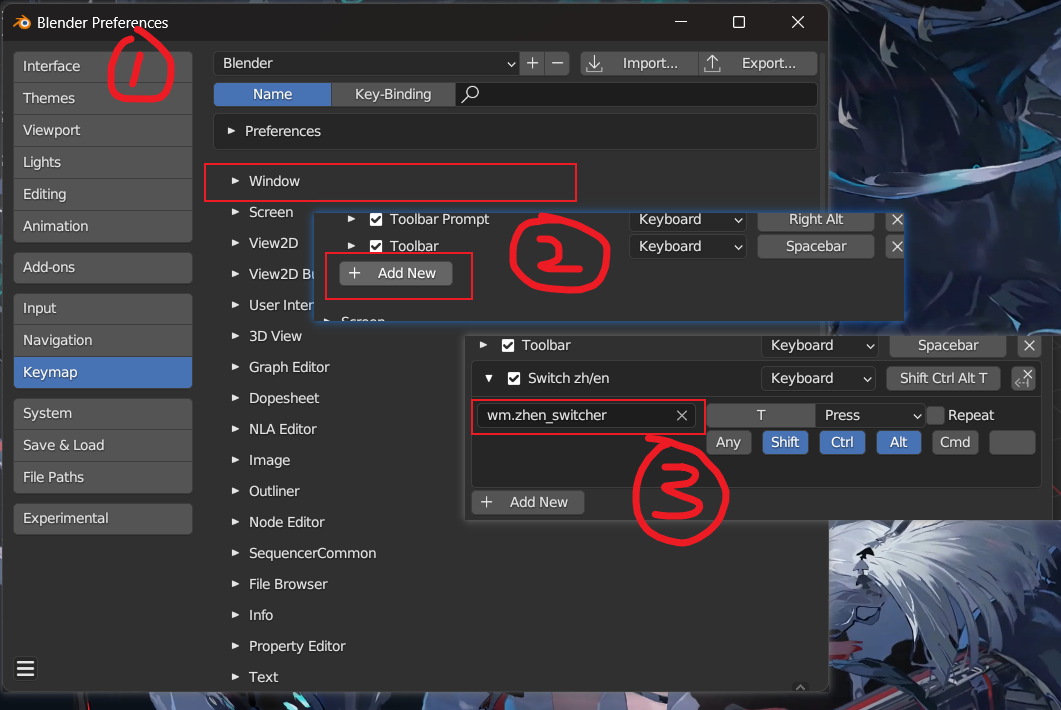 Blender Preferences
Interface
Themes
Viewport
Lights
Editing
Animation
Add-ons
Input
Navigation
Keymap
System
Save & Load
File Paths
Experimental
Blender
Import...
Export...
Name
Key-Binding
Preferences
Window
Screen
View2D
View2D Bu
User Inter
3D View
Graph Editor
Dopesheet
NLA Editor
Image
Outliner
Node Editor
SequencerCommon
File Browser
Info
Property Editor
Text
1
Toolbar Prompt Keyboard Right Alt
Toolbar Keyboard Spacebar
+ Add New
Screen
2
Toolbar Keyboard Spacebar
Switch zh/en Keyboard Shift Ctrl Alt T
wm.zhen_switcher T Press Repeat
Any Shift Ctrl Alt Cmd
+ Add New
3